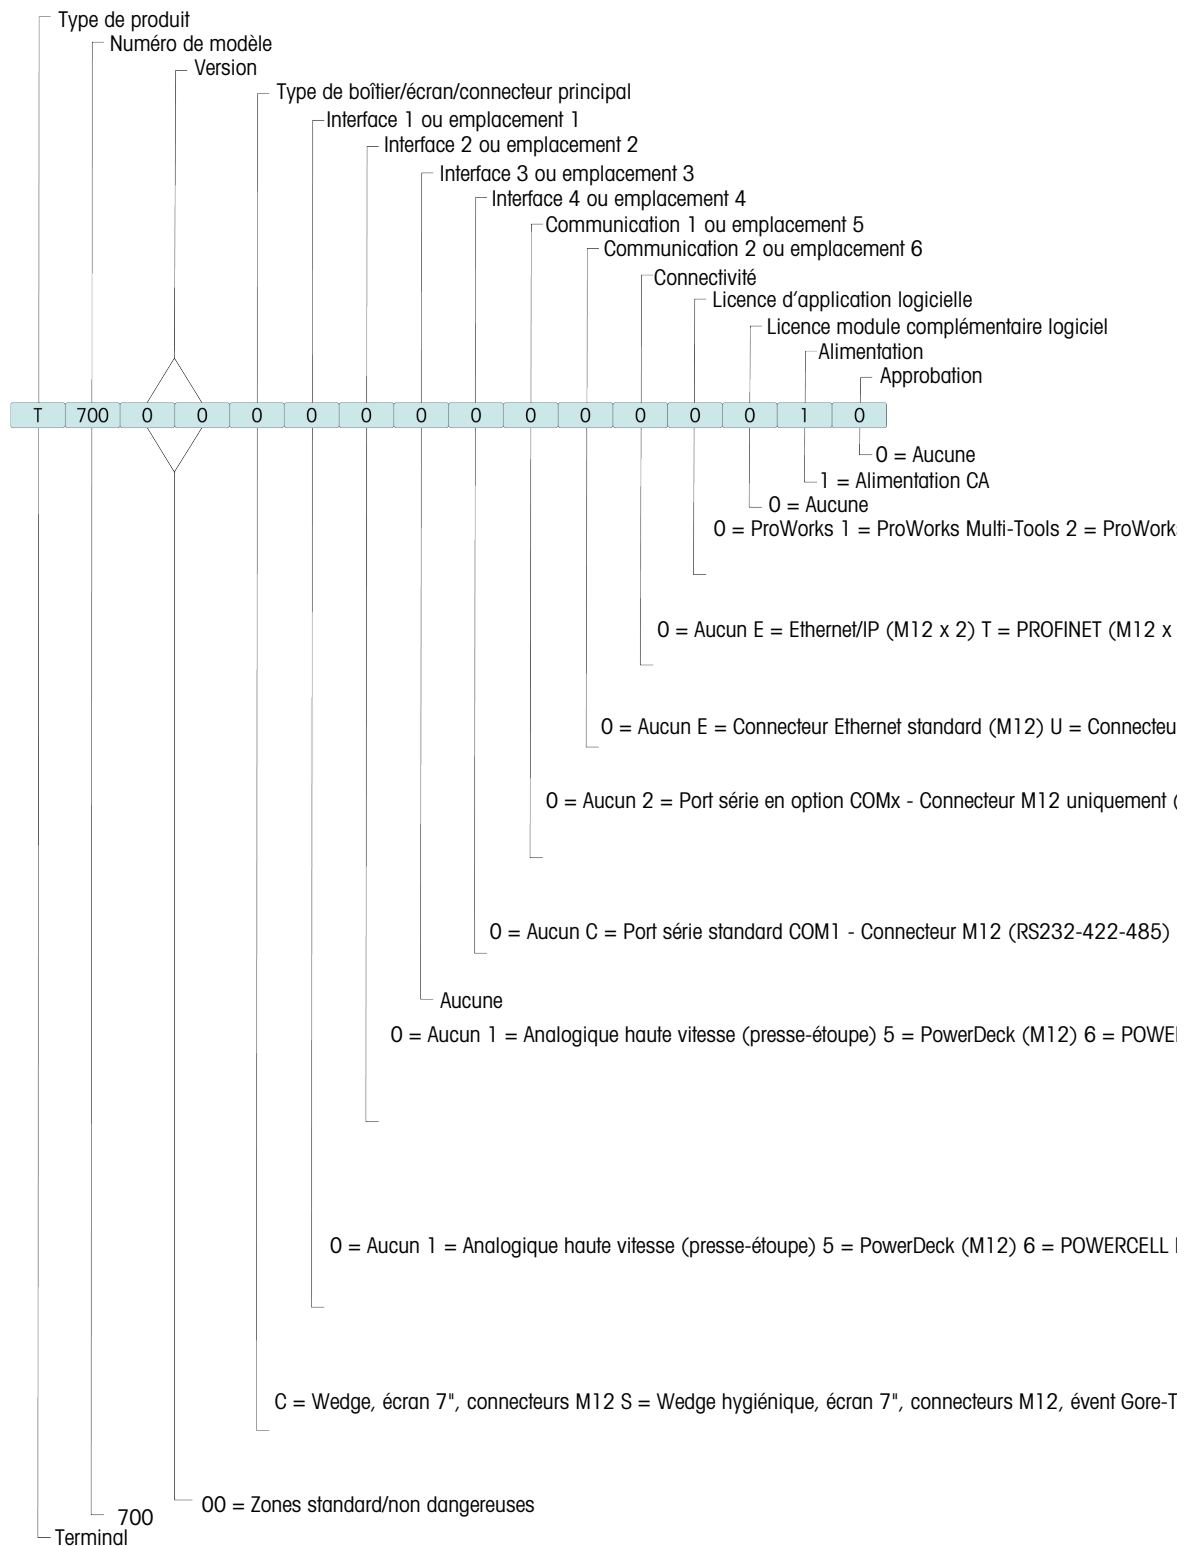 Type de produit
Numéro de modèle
Version
Type de boîtier/écran/connecteur principal
Interface 1 ou emplacement 1
Interface 2 ou emplacement 2
Interface 3 ou emplacement 3
Interface 4 ou emplacement 4
Communication 1 ou emplacement 5
Communication 2 ou emplacement 6
Connectivité
Licence d'application logicielle
Licence module complémentaire logiciel
Alimentation
Approbation
T 700 0 0 0 0 0 0 0 0 0 0 0 0 1 0
0 = Aucune
1 = Alimentation CA
0 = Aucune
0 = ProWorks 1 = ProWorks Multi-Tools 2 = ProWorks
0 = Aucun E = Ethernet/IP (M12 x 2) T = PROFINET (M12 x
0 = Aucun E = Connecteur Ethernet standard (M12) U = Connecteu
0 = Aucun 2 = Port série en option COMx - Connecteur M12 uniquement (
0 = Aucun C = Port série standard COM1 - Connecteur M12 (RS232-422-485)
Aucune
0 = Aucun 1 = Analogique haute vitesse (presse-étoupe) 5 = PowerDeck (M12) 6 = POWE
0 = Aucun 1 = Analogique haute vitesse (presse-étoupe) 5 = PowerDeck (M12) 6 = POWERCELL
C = Wedge, écran 7", connecteurs M12 S = Wedge hygiénique, écran 7", connecteurs M12, évent Gore-T
00 = Zones standard/non dangereuses
700
Terminal